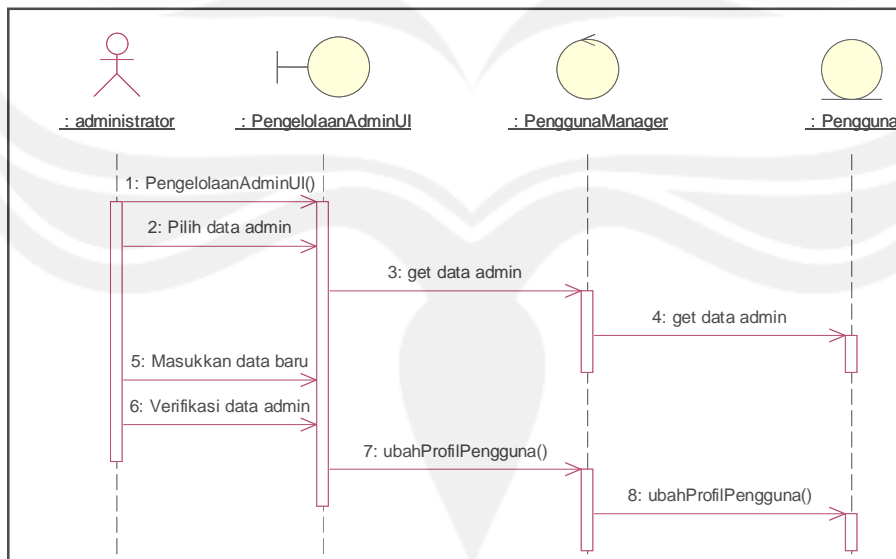 : administrator
: PengelolaanAdminUI
: PenggunaManager
: Pengguna
1: PengelolaanAdminUI()
2: Pilih data admin
3: get data admin
4: get data admin
5: Masukkan data baru
6: Verifikasi data admin
7: ubahProfilPengguna()
8: ubahProfilPengguna()